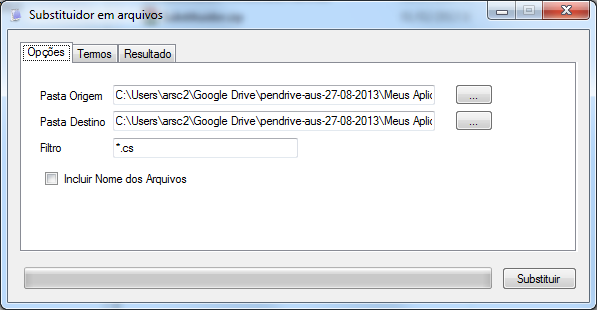 Substituidor em arquivos
Opções Termos Resultado
Pasta Origem C:\Users\arsc2\Google Drive\pendrive-aus-27-08-2013\Meus Aplic ...
Pasta Destino C:\Users\arsc2\Google Drive\pendrive-aus-27-08-2013\Meus Aplic ...
Filtro *.cs
Incluir Nome dos Arquivos
Substituir